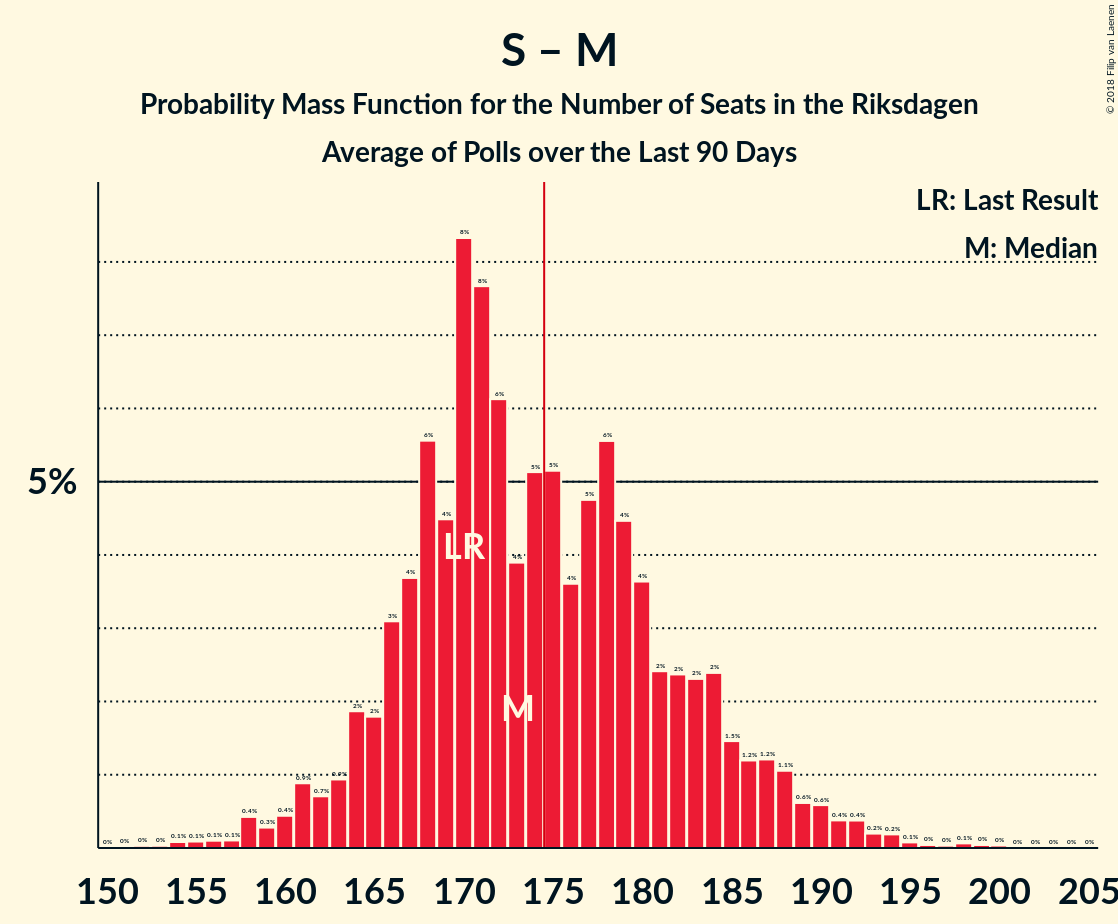 S – M
Probability Mass Function for the Number of Seats in the Riksdagen
Average of Polls over the Last 90 Days
© 2018 Filip van Laenen
LR: Last Result
M: Median
5%
0% 0% 0% 0% 0.1% 0.1% 0.1% 0.1% 0.4% 0.3% 0.4% 0.9% 0.7% 0.9% 2% 2% 3% 4% 6% 4% 8% 8% 6% 4% 5% 5% 4% 5% 6% 4% 4% 2% 2% 2% 2% 1.5% 1.2% 1.2% 1.1% 0.6% 0.6% 0.4% 0.4% 0.2% 0.2% 0.1% 0% 0% 0.1% 0% 0% 0% 0% 0% 0% 0%
LR
M
150 155 160 165 170 175 180 185 190 195 200 205